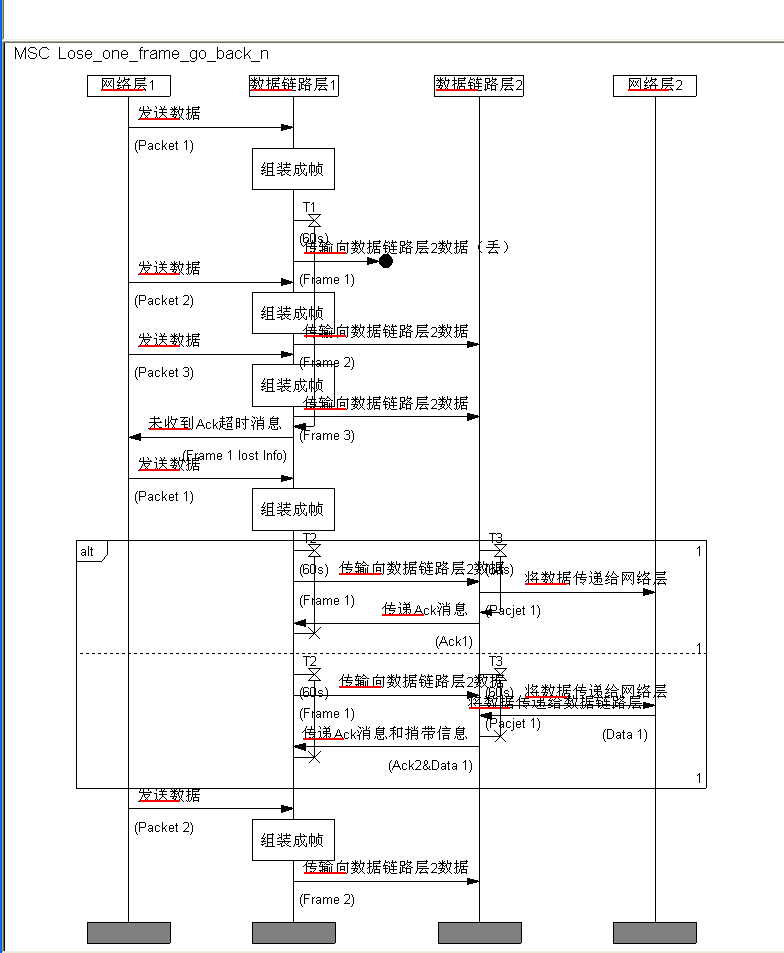 MSC Lose_one_frame_go_back_n
网络层1
数据链路层1
数据链路层2
网络层2
发送数据
(Packet 1)
组装成帧
T1
(60s)
传输向数据链路层2数据（丢）
(Frame 1)
发送数据
(Packet 2)
组装成帧
传输向数据链路层2数据
(Frame 2)
发送数据
(Packet 3)
组装成帧
传输向数据链路层2数据
(Frame 3)
未收到Ack超时消息
(Frame 1 lost Info)
发送数据
(Packet 1)
组装成帧
alt
1
T2
(60s)
T3
(60s)
传输向数据链路层2数据
(Frame 1)
将数据传递给网络层
(Pacjet 1)
传递Ack消息
(Ack1)
1
T2
(60s)
T3
(60s)
传输向数据链路层2数据
(Frame 1)
将数据传递给网络层
(Pacjet 1)
将数据传递给数据链路层
(Data 1)
传递Ack消息和捎带信息
(Ack2&Data 1)
1
发送数据
(Packet 2)
组装成帧
传输向数据链路层2数据
(Frame 2)